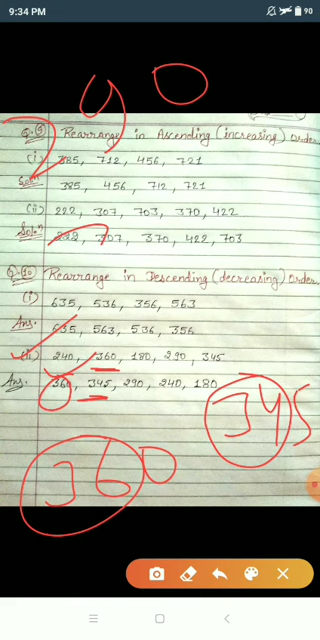 9:34 PM
90
90
Q.9) Rearrange in Ascending (increasing) Order.
(i) 385, 712, 456, 721
Soln 385, 456, 712, 721
(ii) 222, 307, 703, 370, 422
Soln. 222, 307, 370, 422, 703
Q.10 Rearrange in Descending (decreasing) Order.
(i) 635, 536, 356, 563
Ans. 635, 563, 536, 356
(ii) 240, 360, 180, 290, 345
Ans. 360, 345, 290, 240, 180
345
360